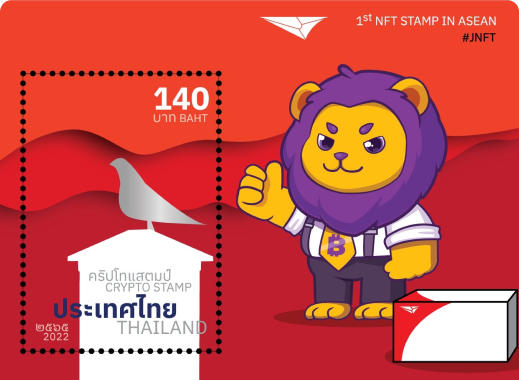 1st NFT STAMP IN ASEAN
#JNFT
140
บาท BAHT
คริปโทแสตมป์
CRYPTO STAMP
ประเทศไทย
THAILAND
๒๕๖๕
2022